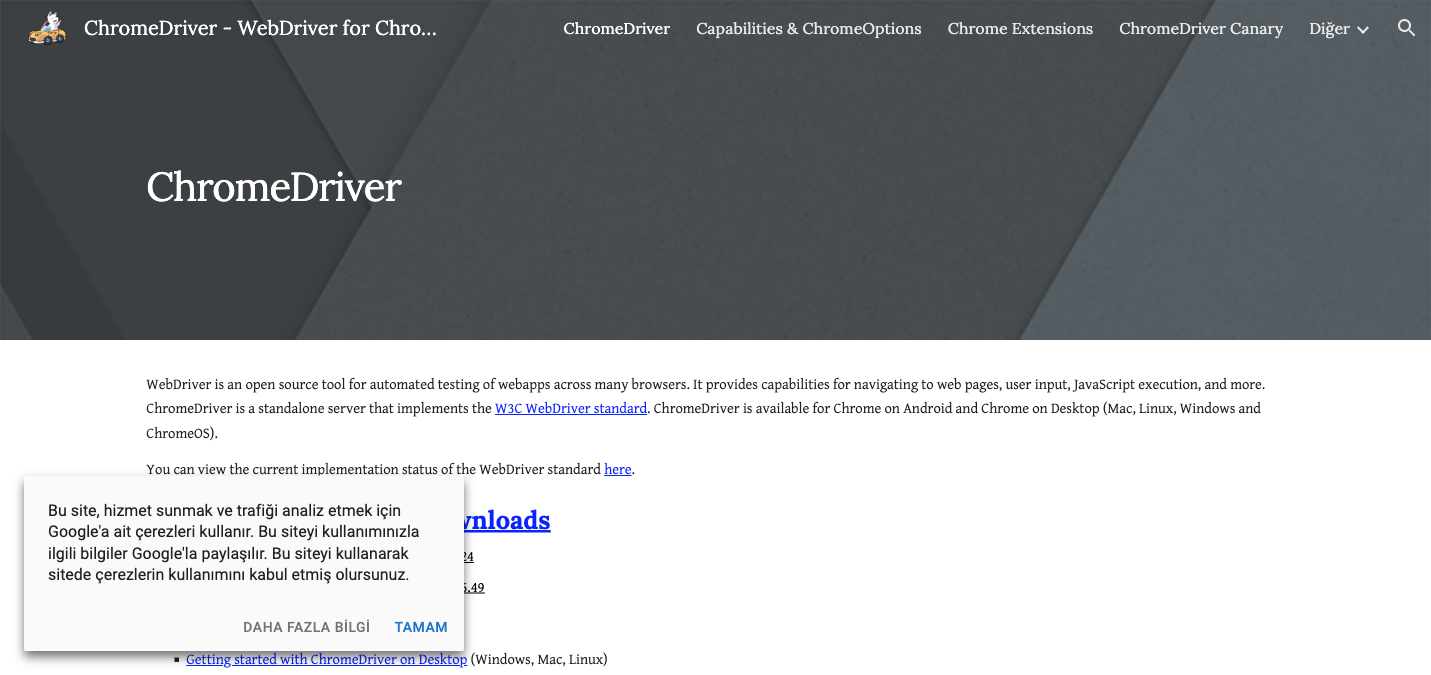 ChromeDriver - WebDriver for Chro...
ChromeDriver
Capabilities & ChromeOptions
Chrome Extensions
ChromeDriver Canary
Diğer
ChromeDriver
WebDriver is an open source tool for automated testing of webapps across many browsers. It provides capabilities for navigating to web pages, user input, JavaScript execution, and more.
ChromeDriver is a standalone server that implements the W3C WebDriver standard. ChromeDriver is available for Chrome on Android and Chrome on Desktop (Mac, Linux, Windows and
ChromeOS).
You can view the current implementation status of the WebDriver standard here.
Bu site, hizmet sunmak ve trafiği analiz etmek için
Google'a ait çerezleri kullanır. Bu siteyi kullanımınızla
ilgili bilgiler Google'la paylaşılır. Bu siteyi kullanarak
sitede çerezlerin kullanımını kabul etmiş olursunuz.
DAHA FAZLA BİLGİ
TAMAM
wnloads
24
.49
Getting started with ChromeDriver on Desktop (Windows, Mac, Linux)